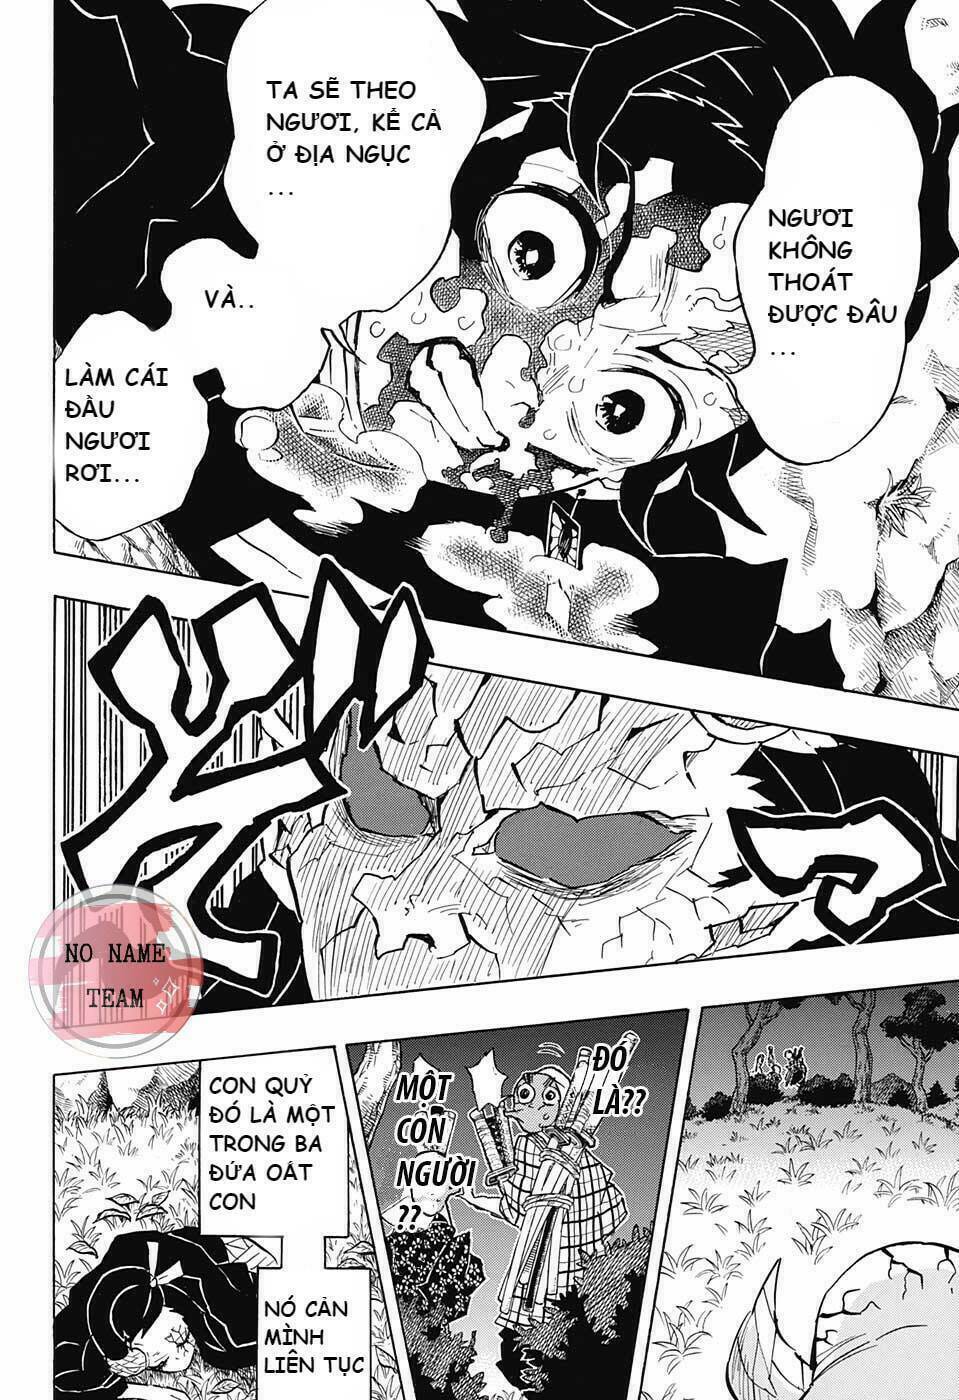 NGƯƠI
KHÔNG
THOÁT
ĐƯỢC ĐÂU
...
TA SẼ THEO
NGƯƠI, KỂ CẢ
Ở ĐỊA NGỤC
...
VÀ..
LÀM CÁI
ĐẦU
NGƯƠI
RƠI...
NO NAME
TEAM
ĐÓ
LÀ??
MỘT
CON
NGƯỜI
??
CON QUỶ
ĐÓ LÀ MỘT
TRONG BA
ĐỨA OẮT
CON
NÓ CẢN
MÌNH
LIÊN TỤC